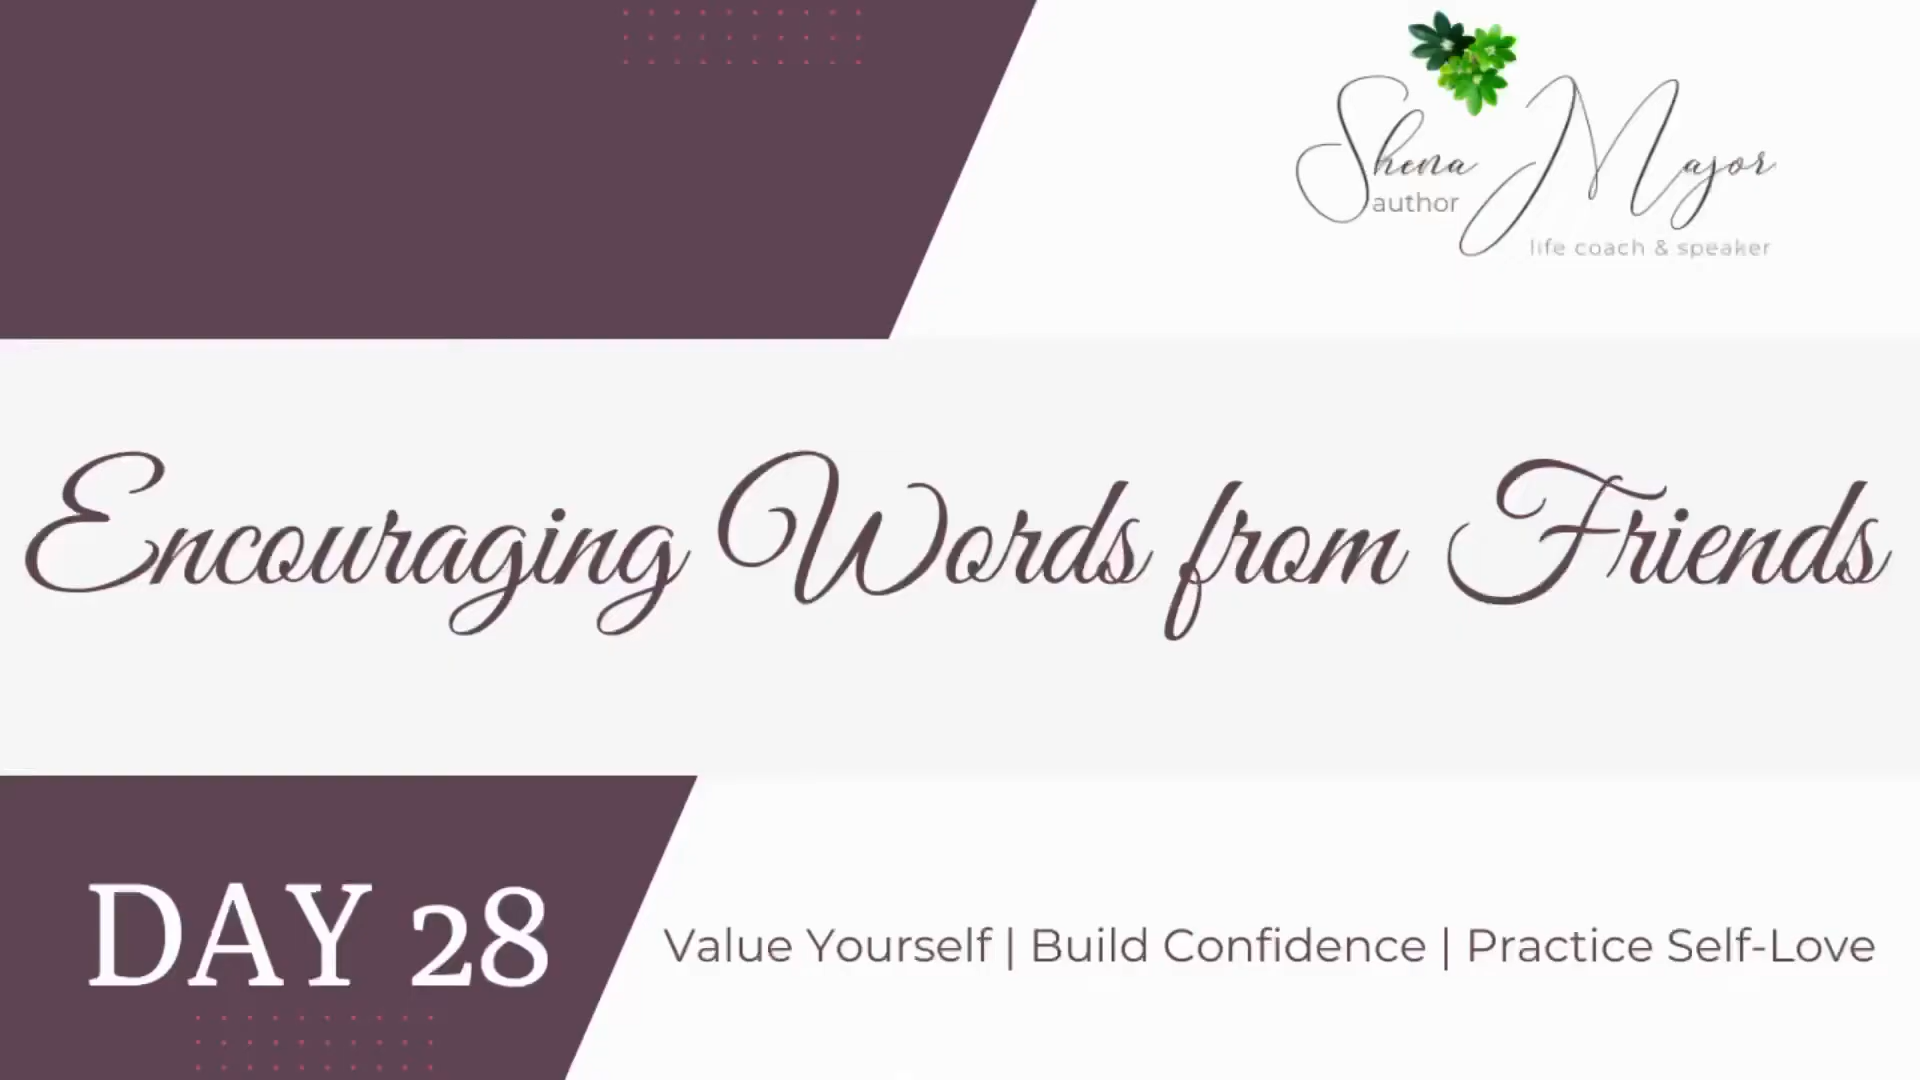 Shena Major
author
life coach & speaker
Encouraging Words from Friends
DAY 28
Value Yourself | Build Confidence | Practice Self-Love